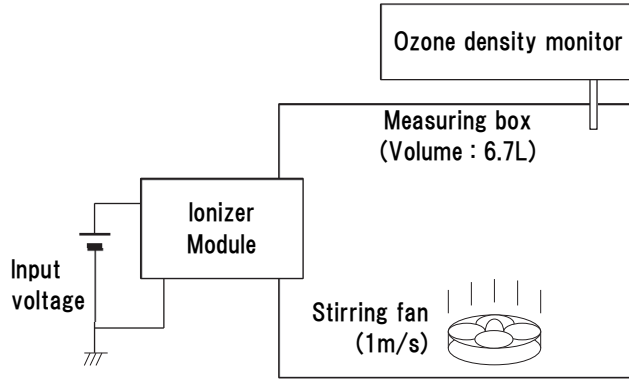 Ozone density monitor
Measuring box
(Volume : 6.7L)
Ionizer
Module
Input
voltage
Stirring fan
(1m/s)